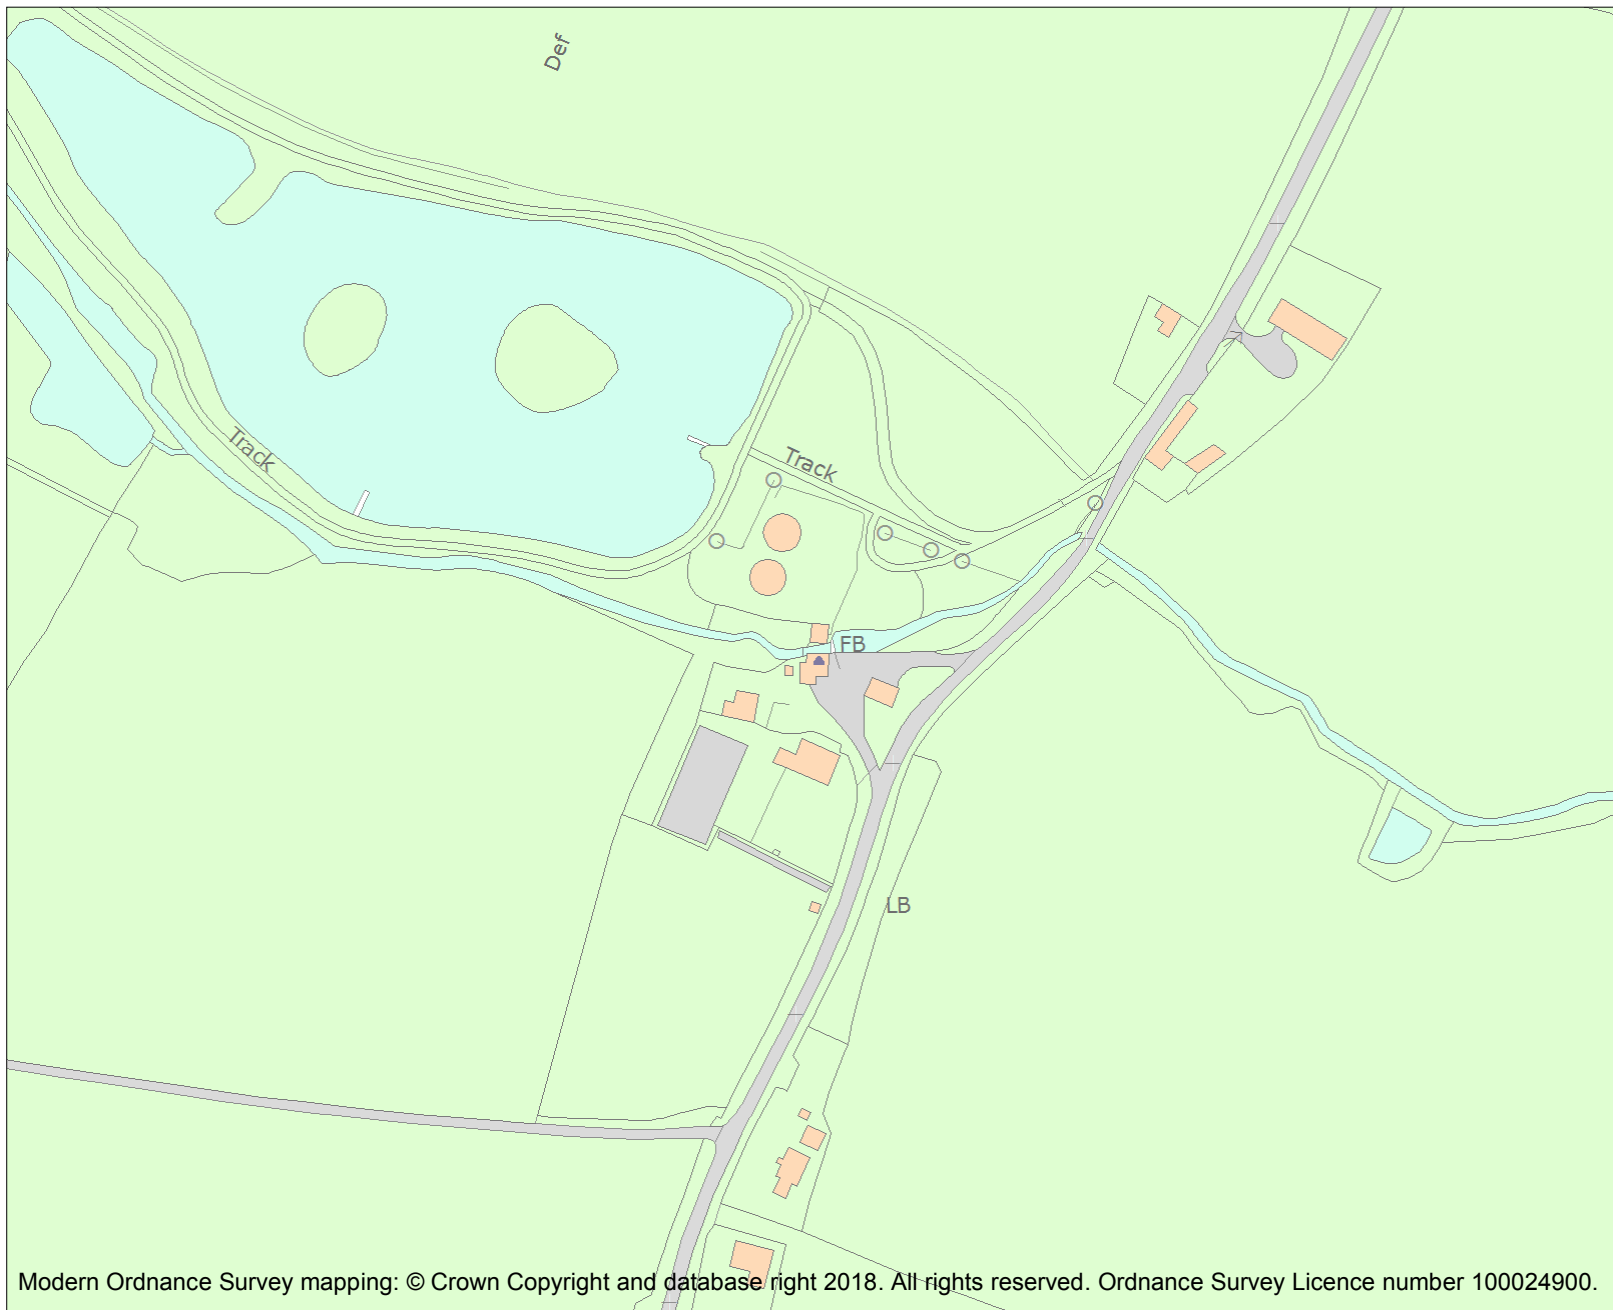 Def
Track
Track
FB
LB
Modern Ordnance Survey mapping: © Crown Copyright and database right 2018. All rights reserved. Ordnance Survey Licence number 100024900.